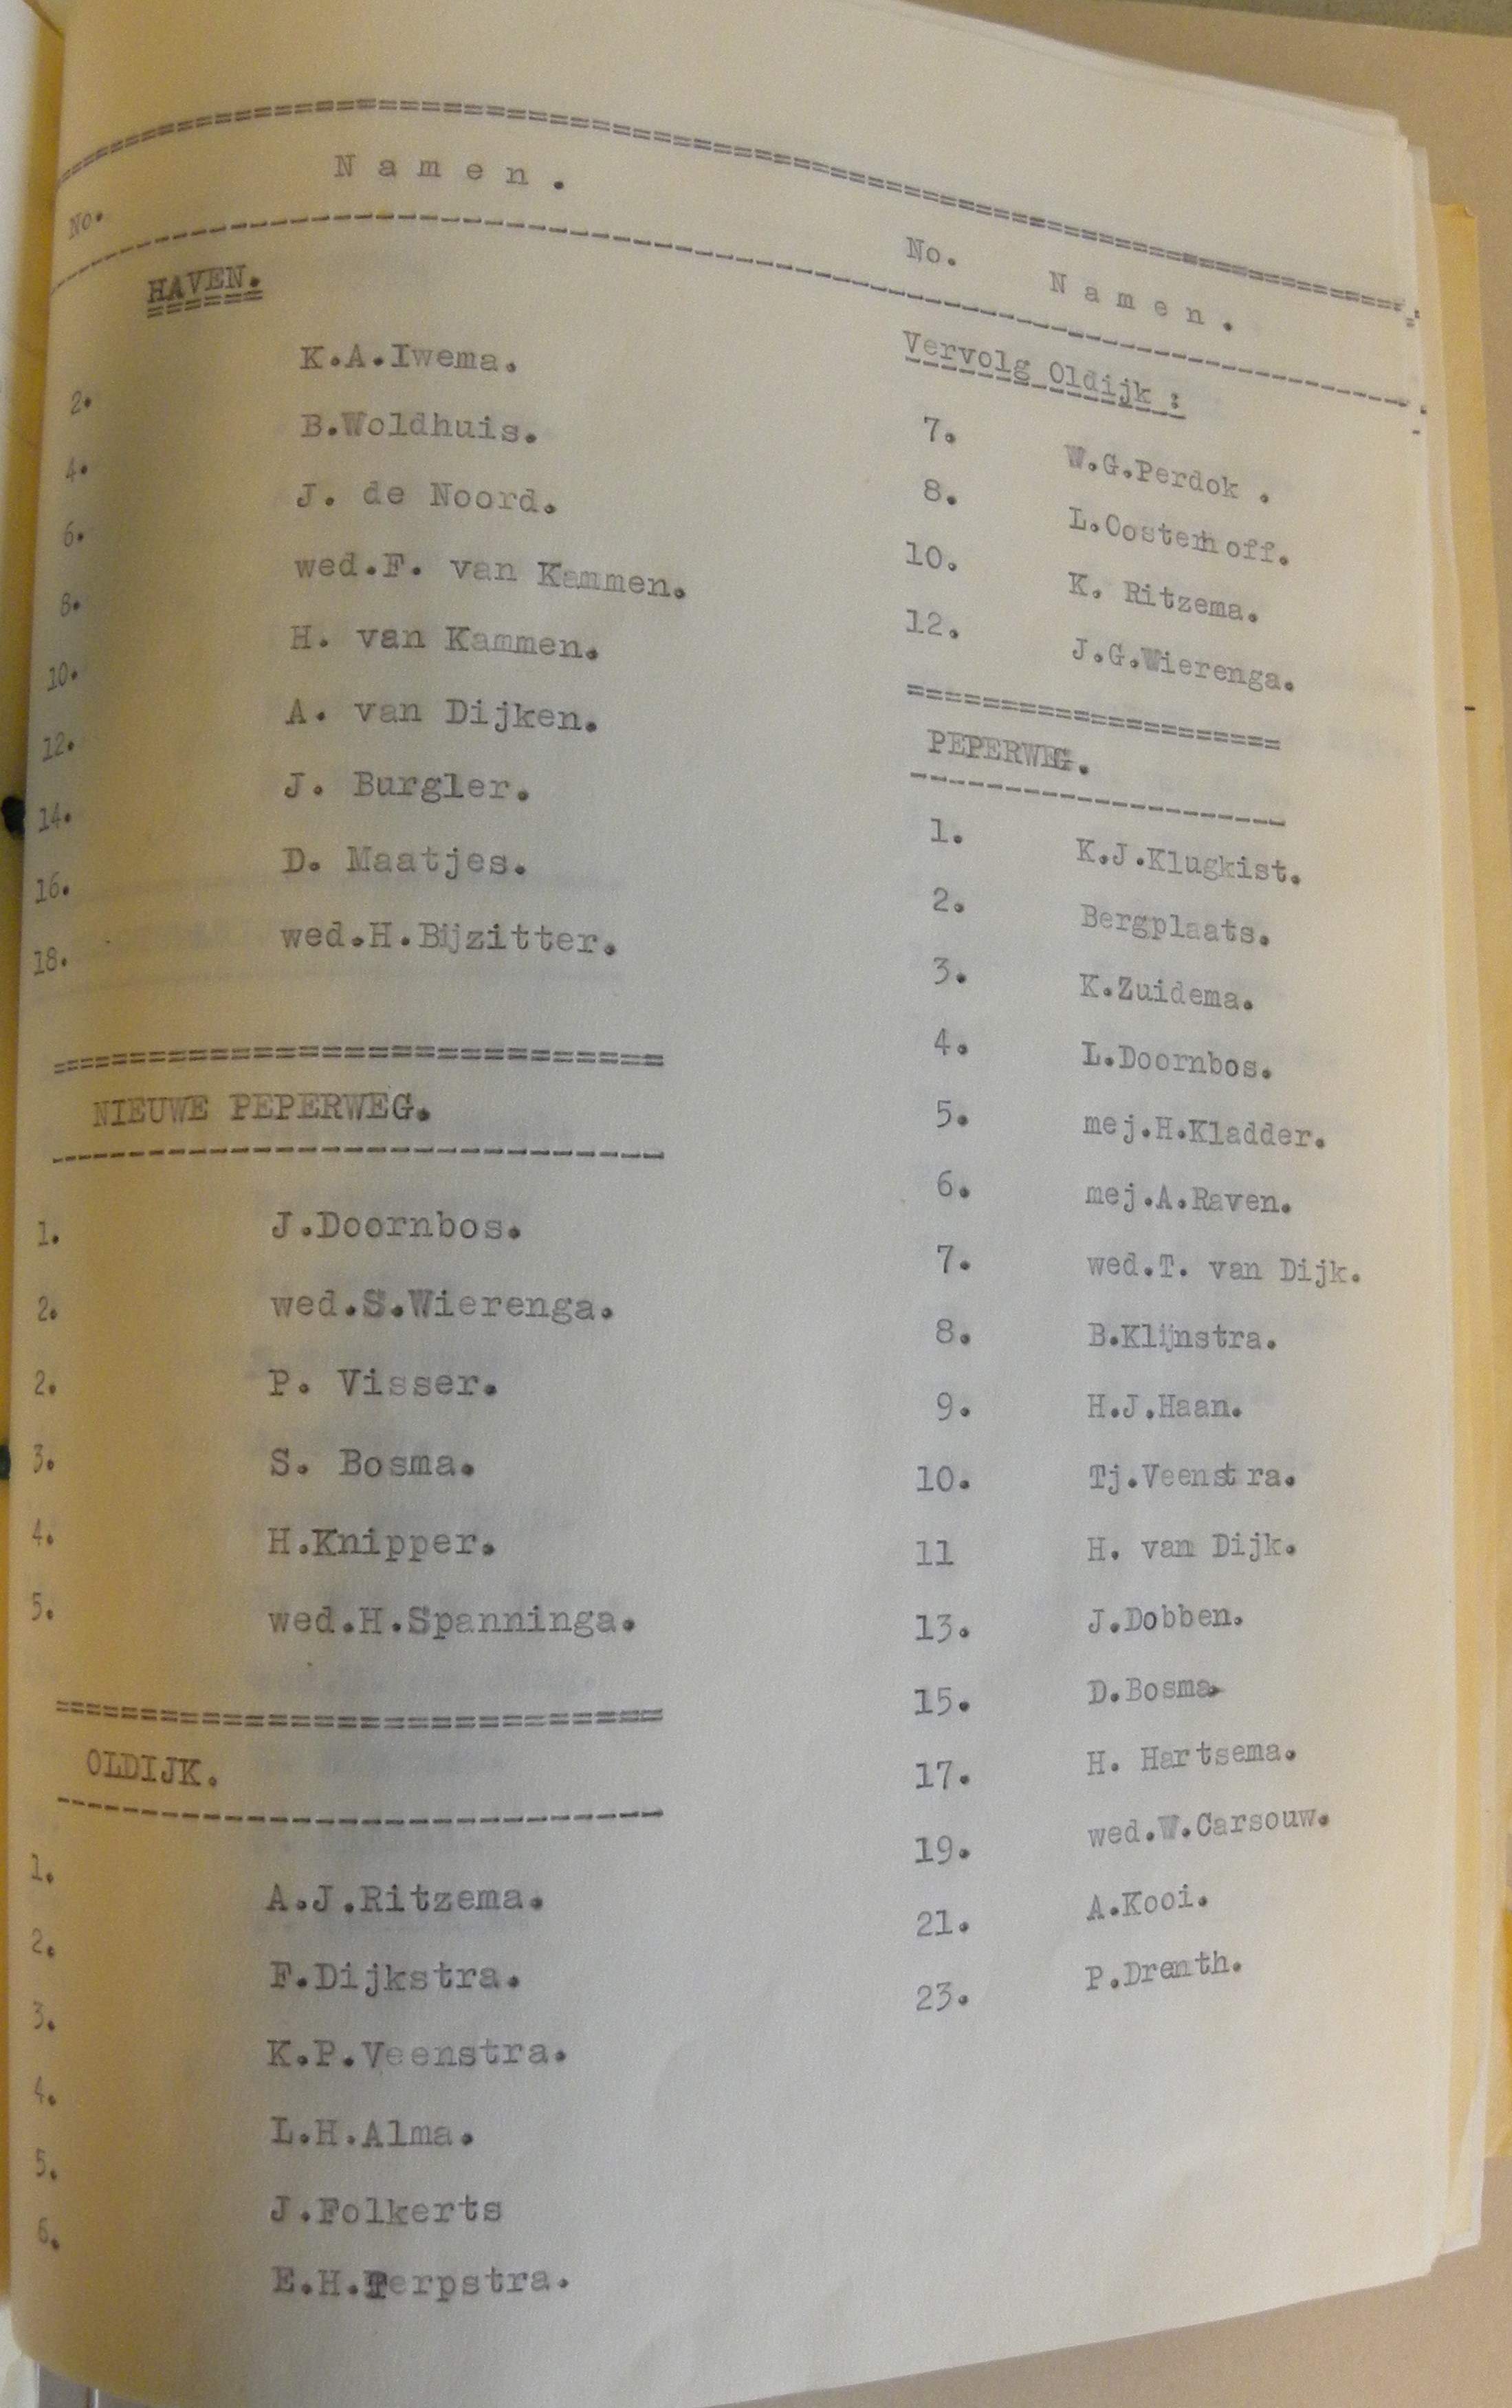 No. Namen.
HAVEN.
2. K.A.Iwema.
4. B.Woldhuis.
6. J. de Noord.
8. wed.F. van Kammen.
10. H. van Kammen.
12. A. van Dijken.
14. J. Burgler.
16. D. Maatjes.
18. wed.H.Bijzitter.
NIEUWE PEPERWEG.
1. J.Doornbos.
2. wed.S.Wierenga.
2. P. Visser.
3. S. Bosma.
4. H.Knipper.
5. wed.H.Spanninga.
OLDIJK.
1. A.J.Ritzema.
2. F.Dijkstra.
3. K.P.Veenstra.
4. L.H.Alma.
5. J.Folkerts
6. E.H.Terpstra.
No. Namen.
Vervolg Oldijk :
7. W.G.Perdok .
8. L.Oosterhoff.
10. K. Ritzema.
12. J.G.Wierenga.
PEPERWEG.
1. K.J.Klugkist.
2. Bergplaats.
3. K.Zuidema.
4. L.Doornbos.
5. mej.H.Kladder.
6. mej.A.Raven.
7. wed.T. van Dijk.
8. B.Klijnstra.
9. H.J.Haan.
10. Tj.Veenstra.
11 H. van Dijk.
13. J.Dobben.
15. D.Bosma.
17. H. Hartsema.
19. wed.W.Carsouw.
21. A.Kooi.
23. P.Drenth.